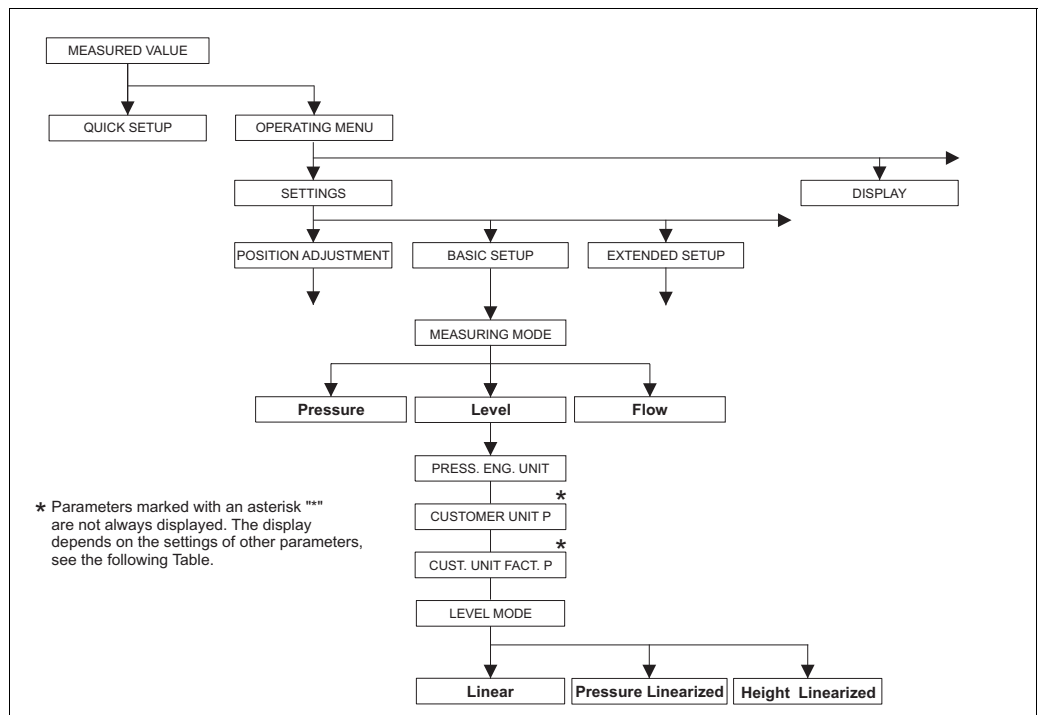 MEASURED VALUE
QUICK SETUP
OPERATING MENU
SETTINGS
DISPLAY
POSITION ADJUSTMENT
BASIC SETUP
EXTENDED SETUP
MEASURING MODE
Pressure
Level
Flow
PRESS. ENG. UNIT
*
CUSTOMER UNIT P
*
CUST. UNIT FACT. P
LEVEL MODE
Linear
Pressure Linearized
Height Linearized
* Parameters marked with an asterisk "*"
are not always displayed. The display
depends on the settings of other parameters,
see the following Table.